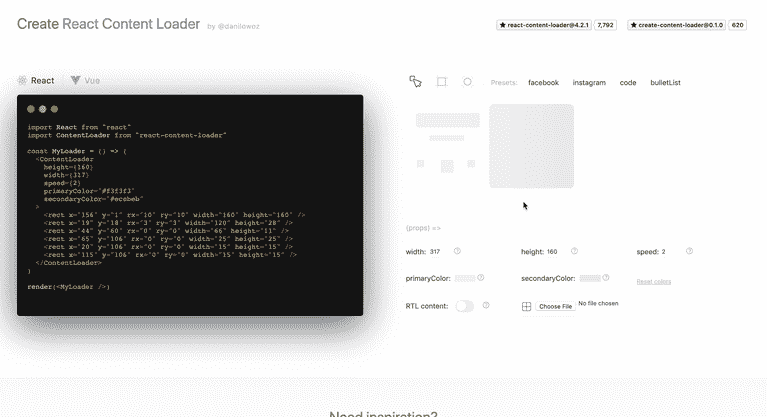 Create React Content Loader by @danilowoz
★ react-content-loader@4.2.1 7,792 ★ create-content-loader@0.1.0 620
React Vue
Presets: facebook instagram code bulletList
import React from "react"
import ContentLoader from "react-content-loader"
const MyLoader = () => (
<ContentLoader
height={160}
width={317}
speed={2}
primaryColor="#f3f3f3"
secondaryColor="#ecebeb"
>
<rect x="156" y="1" rx="10" ry="10" width="160" height="160" />
<rect x="19" y="18" rx="3" ry="3" width="120" height="28" />
<rect x="44" y="60" rx="0" ry="0" width="66" height="11" />
<rect x="65" y="106" rx="0" ry="0" width="25" height="25" />
<rect x="20" y="106" rx="0" ry="0" width="15" height="15" />
<rect x="115" y="106" rx="0" ry="0" width="15" height="15" />
</ContentLoader>
)
render(<MyLoader />)
(props) =>
width: 317 ? height: 160 ? speed: 2 ?
primaryColor: ? secondaryColor: ? Reset colors
RTL content: ? Choose File No file chosen
Need inspiration?